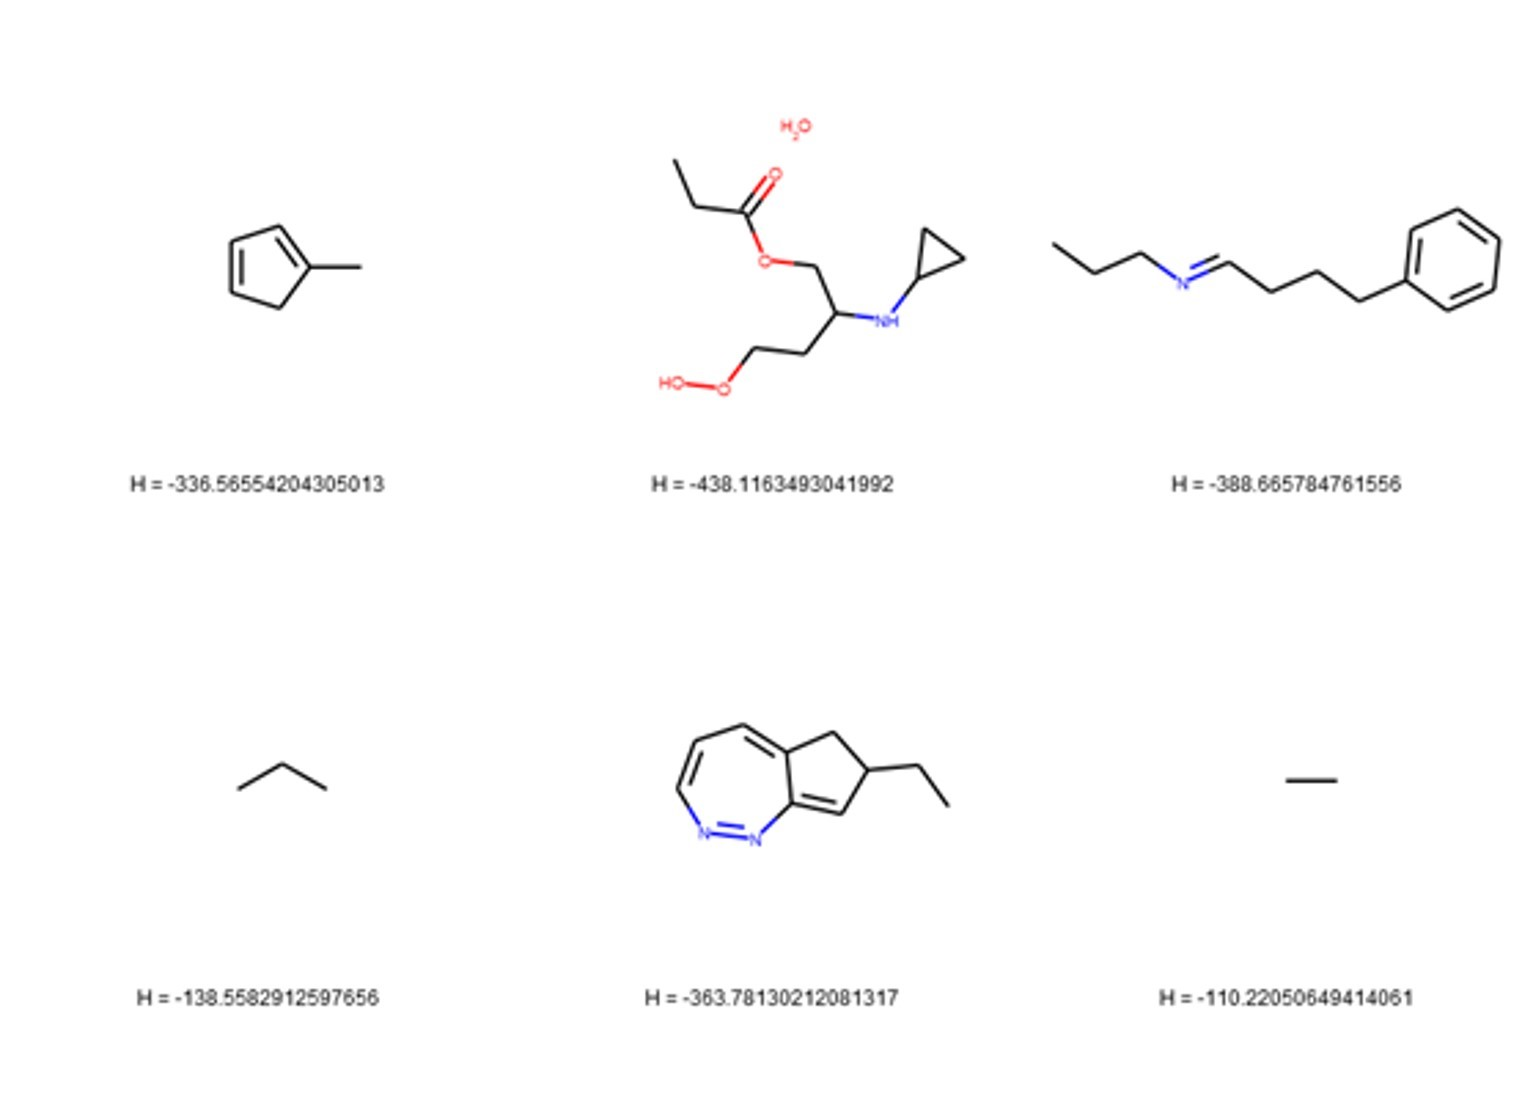 H₂O
O
O
NH
HO
O
N
H = -336.56554204305013
H = -438.1163493041992
H = -388.665784761556
N
N
H = -138.5582912597656
H = -363.78130212081317
H = -110.22050649414061